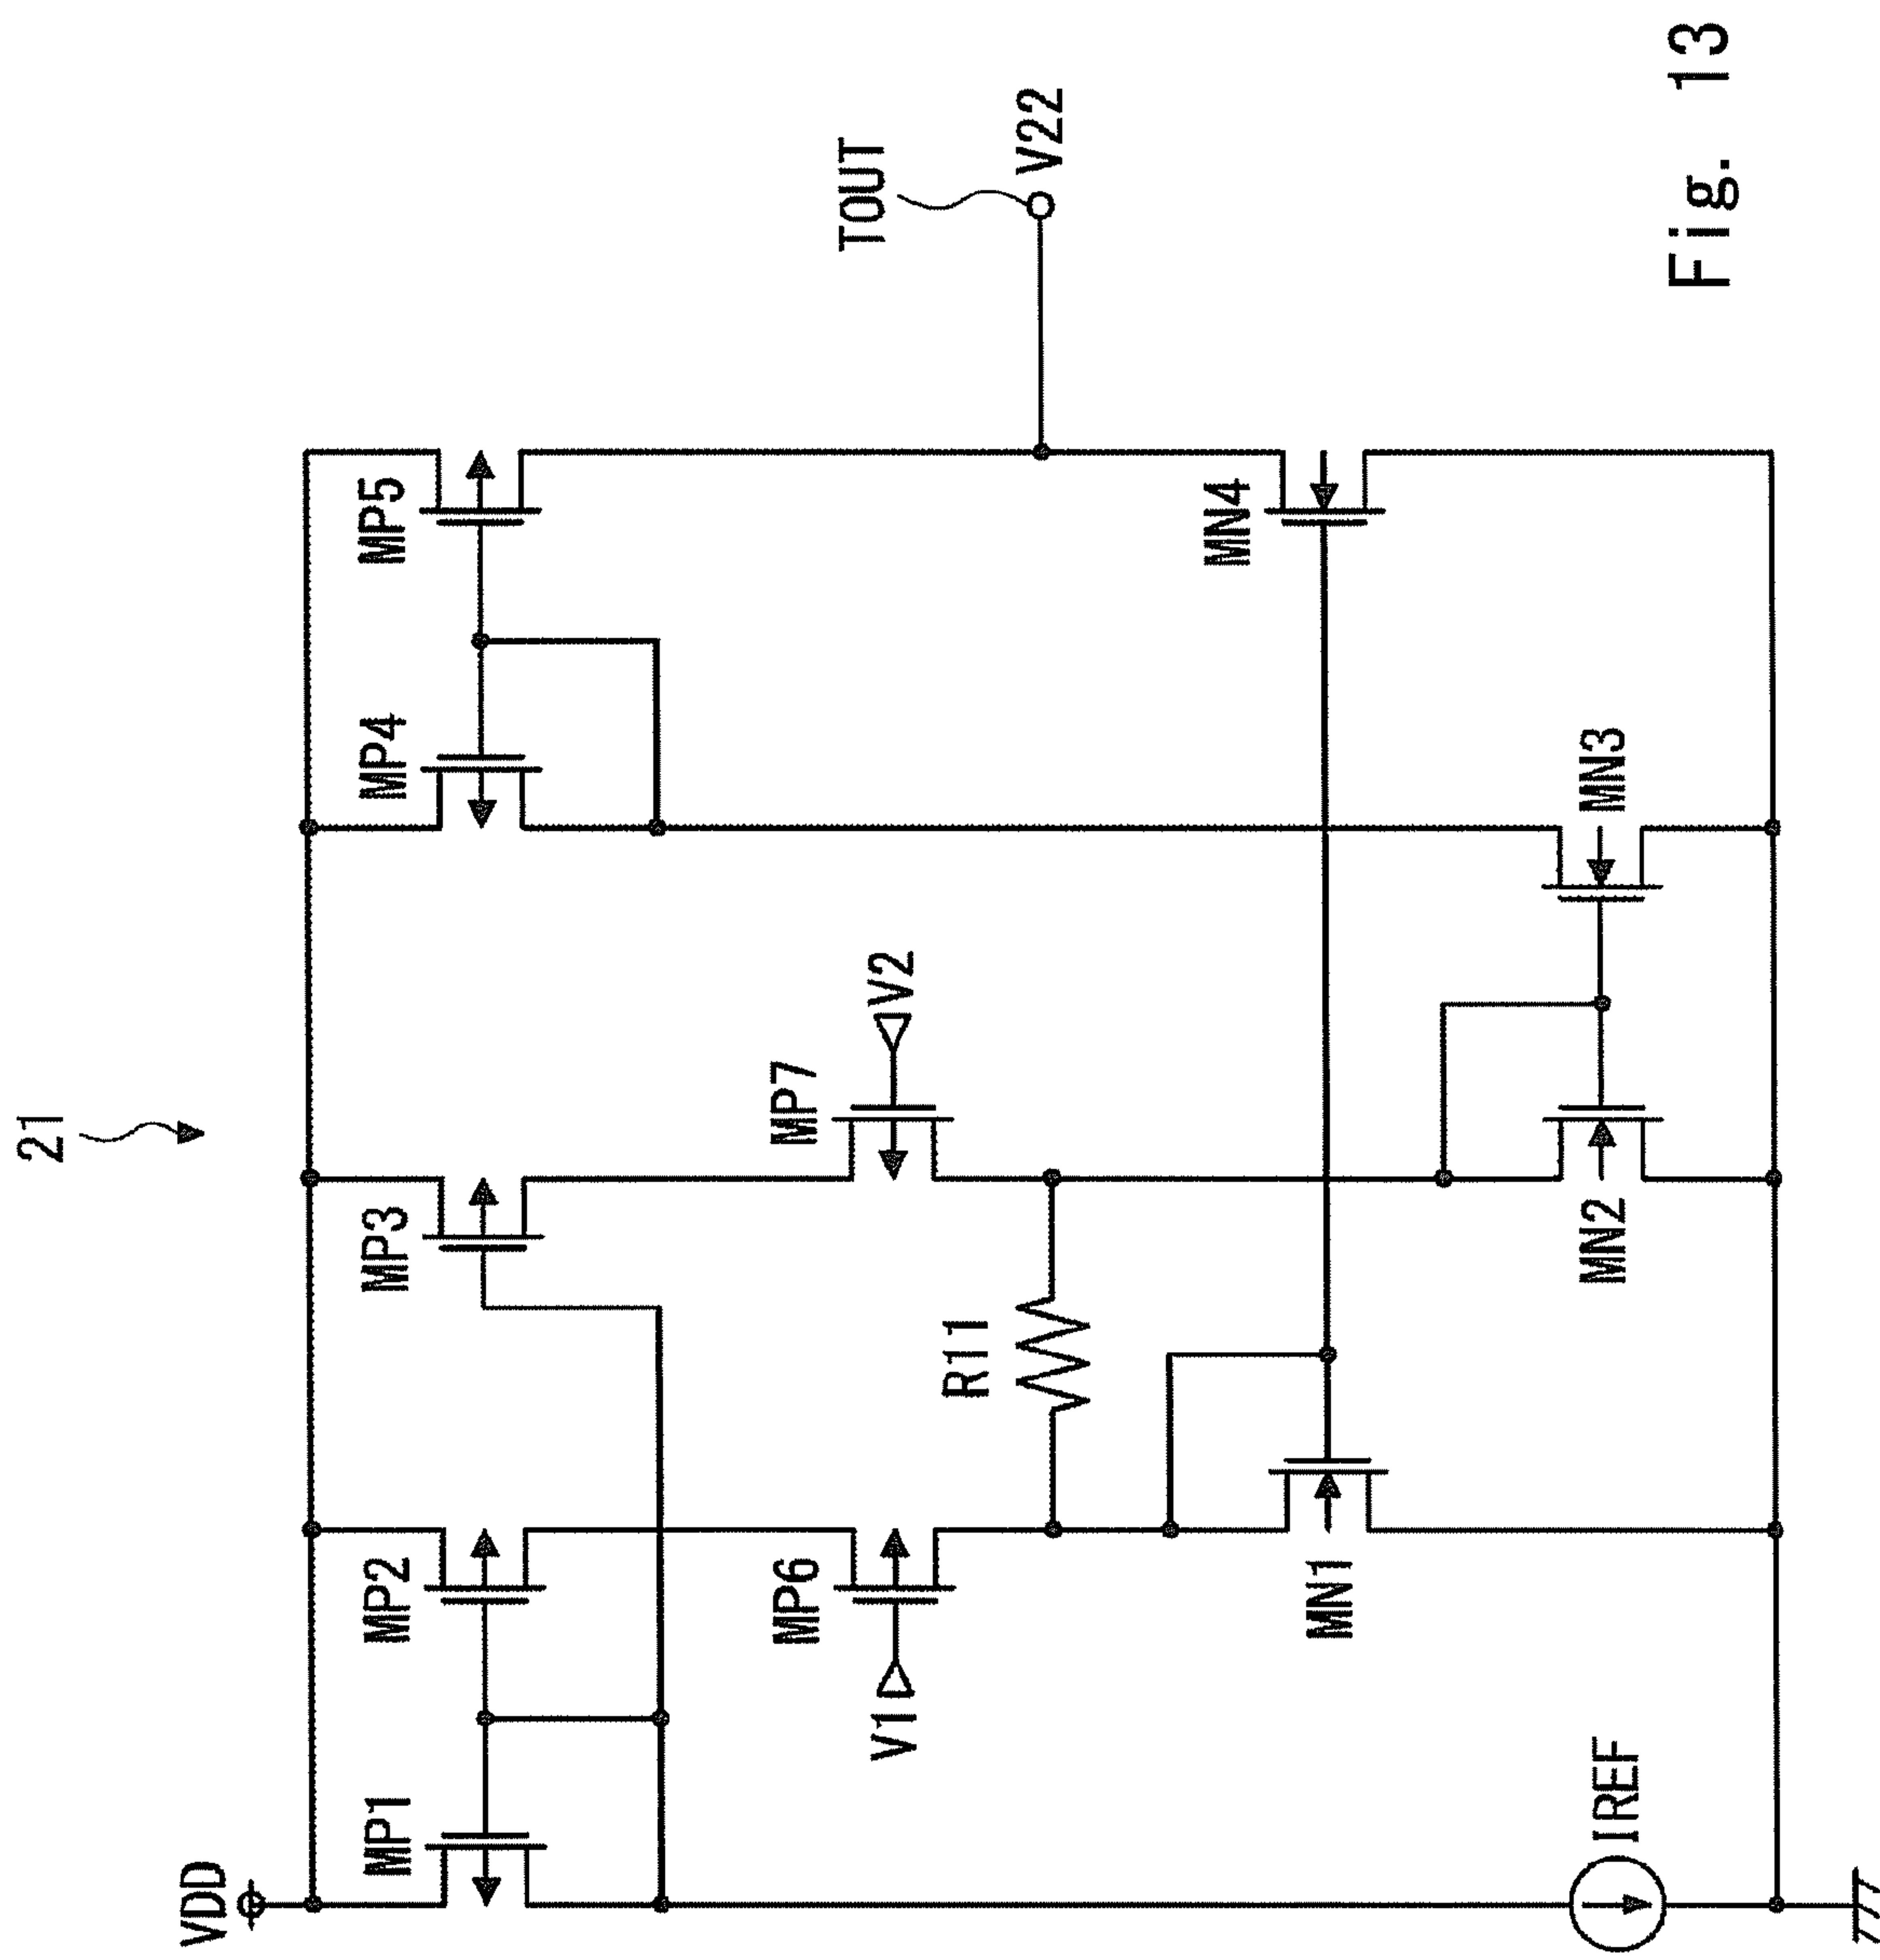 21
VDD
MP1
MP2
MP3
MP4
MP5
V1
MP6
MP7
V2
R11
TOUT
V22
MN1
MN4
IREF
MN2
MN3
Fig. 13